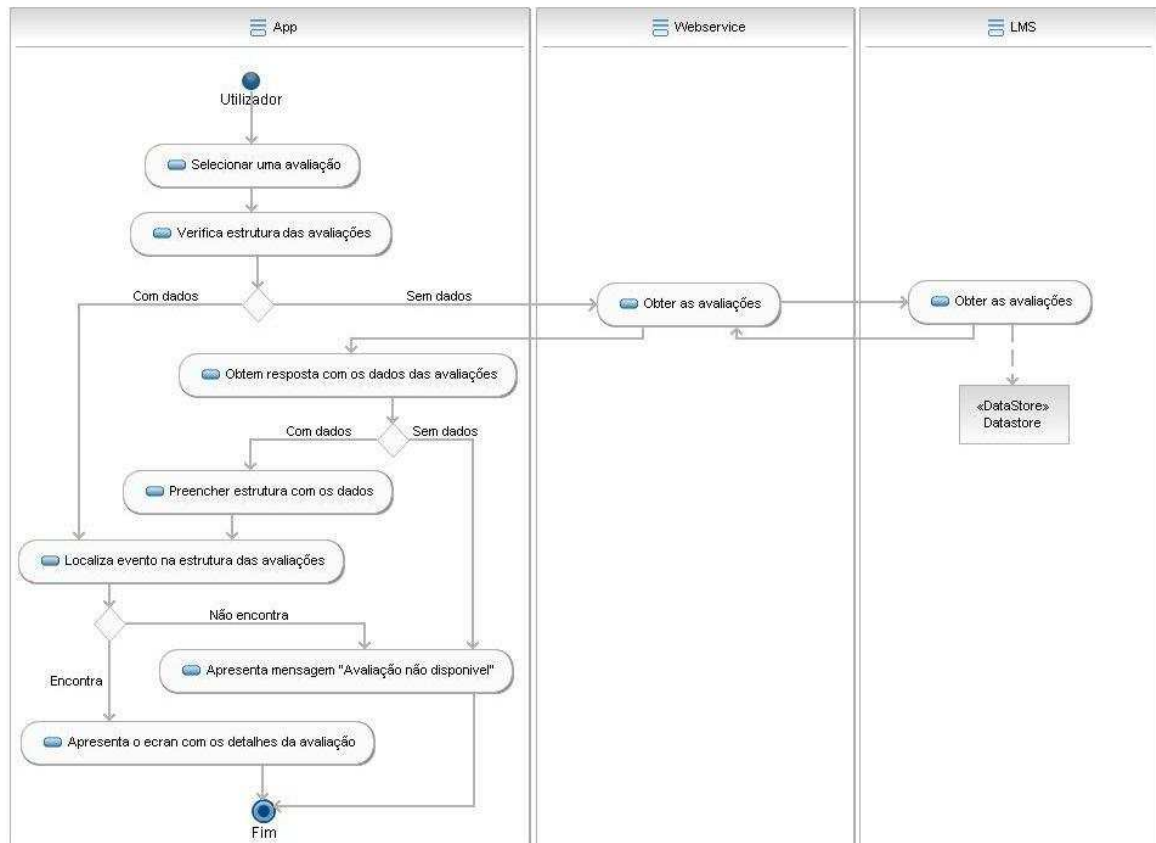 App
Webservice
LMS
Utilizador
Selecionar uma avaliação
Verifica estrutura das avaliações
Com dados
Sem dados
Obter as avaliações
Obter as avaliações
Obtem resposta com os dados das avaliações
«DataStore»
Datastore
Com dados
Sem dados
Preencher estrutura com os dados
Localiza evento na estrutura das avaliações
Não encontra
Apresenta mensagem "Avaliação não disponivel"
Encontra
Apresenta o ecran com os detalhes da avaliação
Fim